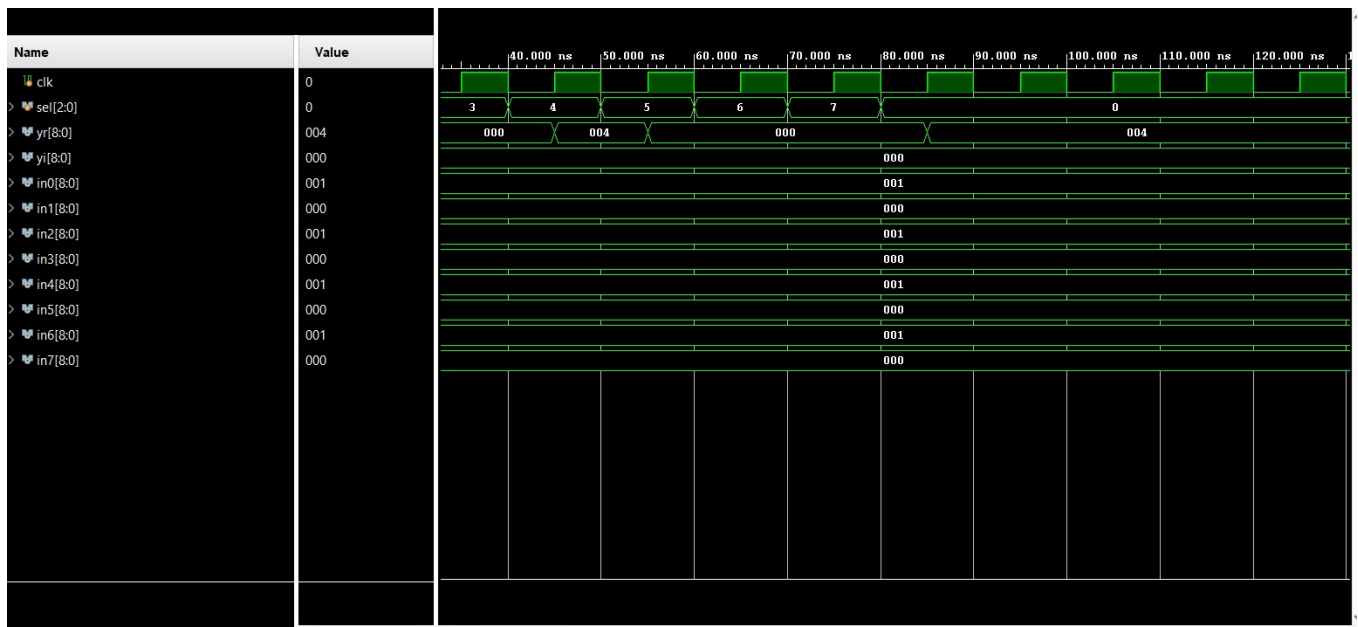 Name Value
40.000 ns 50.000 ns 60.000 ns 70.000 ns 80.000 ns 90.000 ns 100.000 ns 110.000 ns 120.000 ns 1
clk 0
sel[2:0] 0 3 4 5 6 7 0
yr[8:0] 004 000 004 000 004
yi[8:0] 000 000
in0[8:0] 001 001
in1[8:0] 000 000
in2[8:0] 001 001
in3[8:0] 000 000
in4[8:0] 001 001
in5[8:0] 000 000
in6[8:0] 001 001
in7[8:0] 000 000